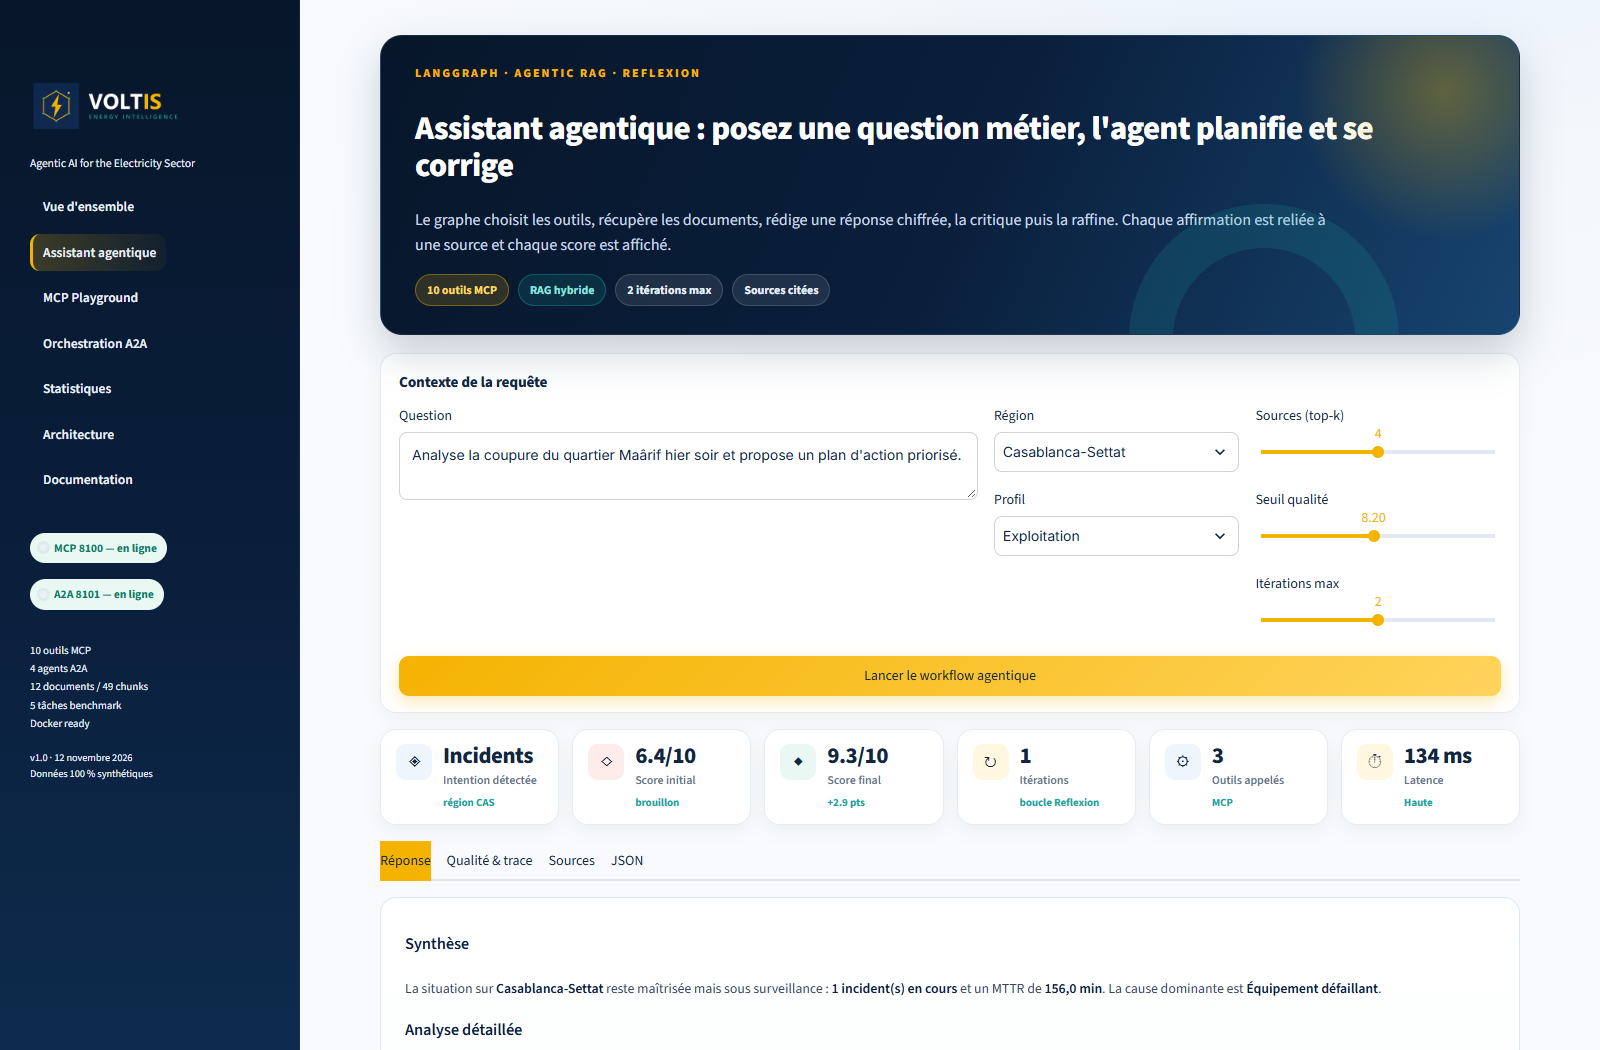 VOLTIS
ENERGY INTELLIGENCE
Agentic AI for the Electricity Sector
Vue d'ensemble
Assistant agentique
MCP Playground
Orchestration A2A
Statistiques
Architecture
Documentation
MCP 8100 — en ligne
A2A 8101 — en ligne
10 outils MCP
4 agents A2A
12 documents / 49 chunks
5 tâches benchmark
Docker ready
v1.0 · 12 novembre 2026
Données 100 % synthétiques
LANGGRAPH · AGENTIC RAG · REFLEXION
Assistant agentique : posez une question métier, l'agent planifie et se
corrige
Le graphe choisit les outils, récupère les documents, rédige une réponse chiffrée, la critique puis la raffine. Chaque affirmation est reliée à
une source et chaque score est affiché.
10 outils MCP
RAG hybride
2 itérations max
Sources citées
Contexte de la requête
Question
Analyse la coupure du quartier Maârif hier soir et propose un plan d'action priorisé.
Région
Casablanca-Settat
Profil
Exploitation
Sources (top-k)
4
Seuil qualité
8.20
Itérations max
2
Lancer le workflow agentique
Incidents
Intention détectée
région CAS
6.4/10
Score initial
brouillon
9.3/10
Score final
+2.9 pts
1
Itérations
boucle Reflexion
3
Outils appelés
MCP
134 ms
Latence
Haute
Réponse
Qualité & trace
Sources
JSON
Synthèse
La situation sur Casablanca-Settat reste maîtrisée mais sous surveillance : 1 incident(s) en cours et un MTTR de 156,0 min. La cause dominante est Équipement défaillant.
Analyse détaillée